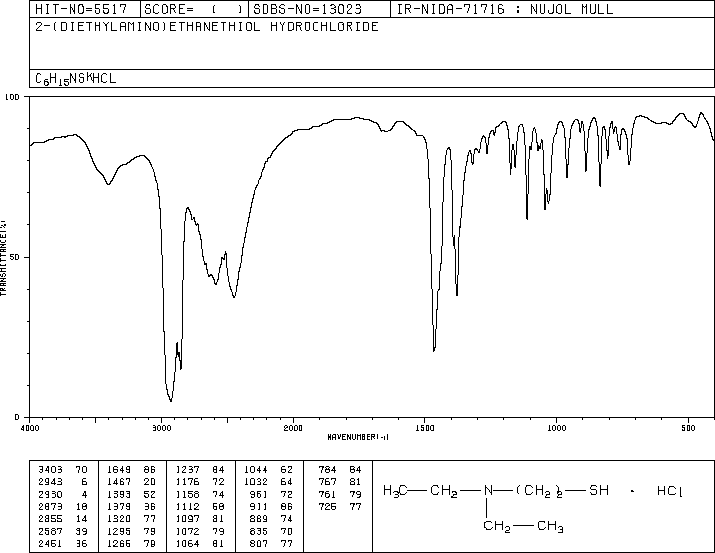 HIT-NO=5517 SCORE= ( ) SDBS-NO=13023 IR-NIDA-71716 : NUJOL MULL
2-(DIETHYLAMINO)ETHANETHIOL HYDROCHLORIDE
C6H15NS*HCL
100
50
0
TRANSMITTANCE(%)
4000 3000 2000 1500 1000 500
WAVENUMBER(-1)
3403 70 1649 86 1237 84 1044 62 784 84
2943 6 1467 20 1176 72 1032 64 767 81
2930 4 1393 52 1158 74 961 72 761 79
2873 18 1379 36 1112 60 911 86 725 77
2855 14 1320 77 1097 81 889 74
2587 39 1295 79 1072 79 835 70
2451 36 1265 79 1064 81 807 77
H3C—CH2—N—(CH2)2—SH · HCl
CH2—CH3